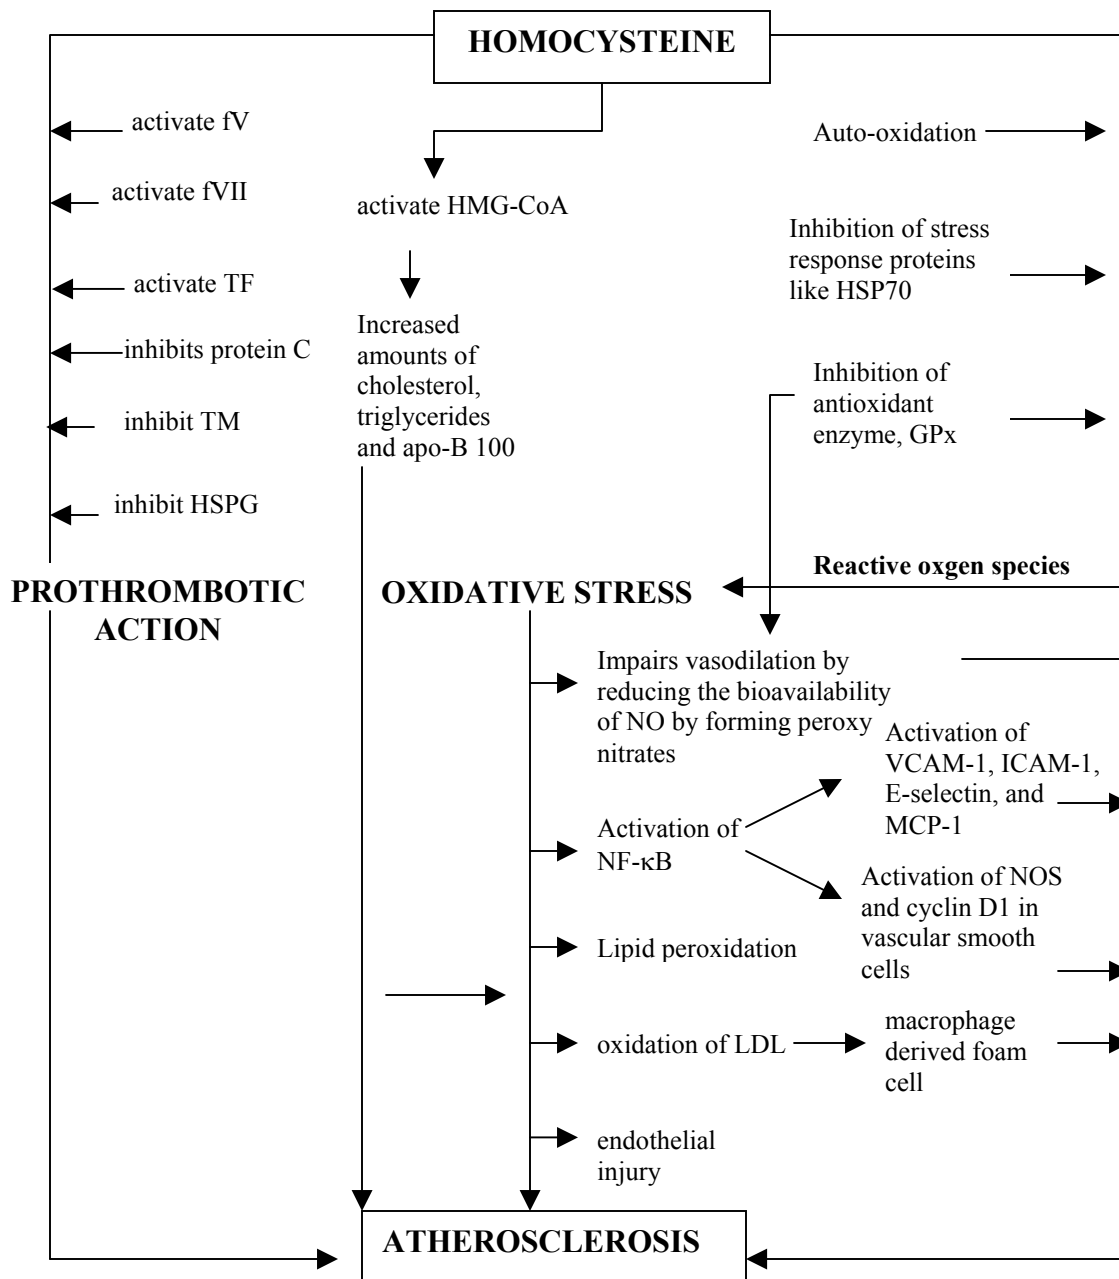 HOMOCYSTEINE
activate fV
activate fVII
activate TF
inhibits protein C
inhibit TM
inhibit HSPG
PROTHROMBOTIC
ACTION
activate HMG-CoA
Increased
amounts of
cholesterol,
triglycerides
and apo-B 100
Auto-oxidation
Inhibition of stress
response proteins
like HSP70
Inhibition of
antioxidant
enzyme, GPx
Reactive oxgen species
OXIDATIVE STRESS
Impairs vasodilation by
reducing the bioavailability
of NO by forming peroxy
nitrates
Activation of
NF-κB
Activation of
VCAM-1, ICAM-1,
E-selectin, and
MCP-1
Activation of NOS
and cyclin D1 in
vascular smooth
cells
Lipid peroxidation
oxidation of LDL
macrophage
derived foam
cell
endothelial
injury
ATHEROSCLEROSIS